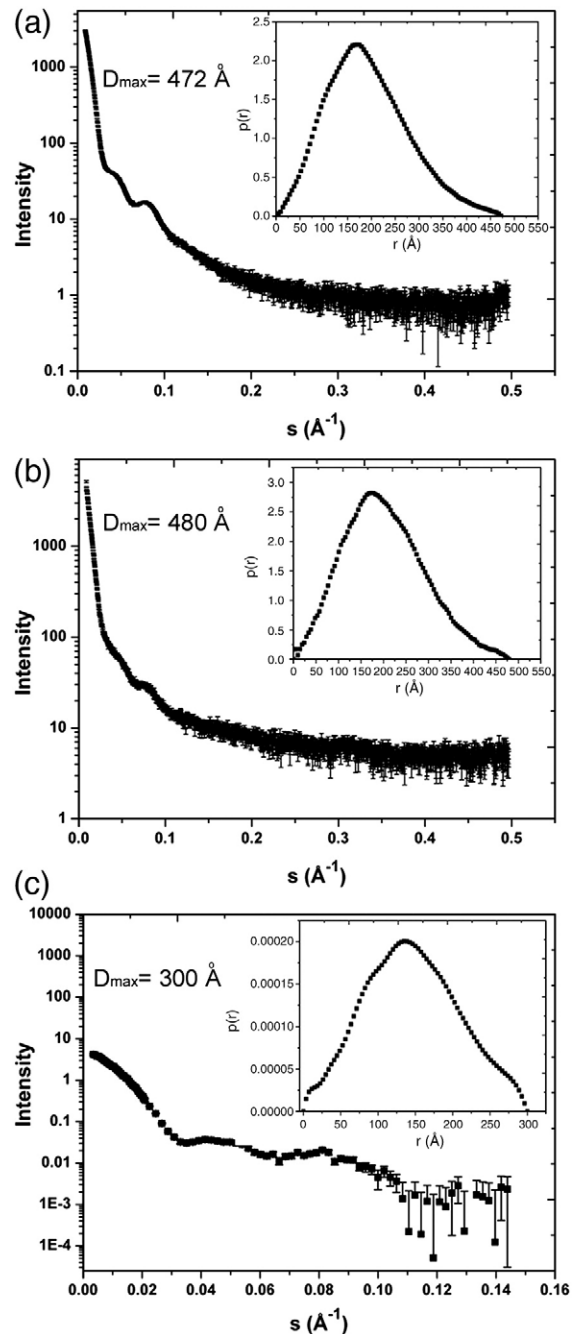 (a)
Dmax= 472 Å
Intensity
1000
100
10
1
0.1
0.0 0.1 0.2 0.3 0.4 0.5
s (Å-1)
p(r)
2.5
2.0
1.5
1.0
0.5
0.0
0 50 100 150 200 250 300 350 400 450 500 550
r (Å)
(b)
Dmax= 480 Å
Intensity
1000
100
10
1
0.0 0.1 0.2 0.3 0.4 0.5
s (Å-1)
p(r)
3.0
2.5
2.0
1.5
1.0
0.5
0.0
0 50 100 150 200 250 300 350 400 450 500 550
r (Å)
(c)
Dmax= 300 Å
Intensity
10000
1000
100
10
1
0.1
0.01
1E-3
1E-4
0.00 0.02 0.04 0.06 0.08 0.10 0.12 0.14 0.16
s (Å-1)
p(r)
0.00020
0.00015
0.00010
0.00005
0.00000
0 50 100 150 200 250 300
r (Å)